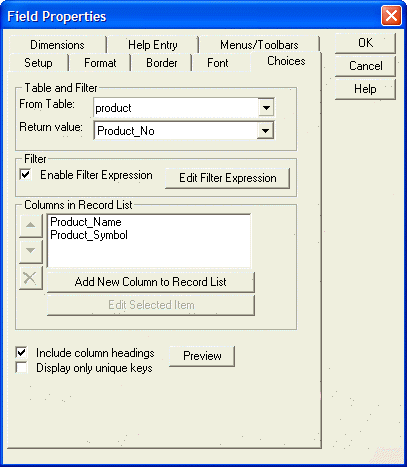 Field Properties
Dimensions Help Entry Menus/Toolbars
Setup Format Border Font Choices
OK
Cancel
Help
Table and Filter
From Table: product
Return value: Product_No
Filter
Enable Filter Expression Edit Filter Expression
Columns in Record List
Product_Name
Product_Symbol
Add New Column to Record List
Edit Selected Item
Include column headings Preview
Display only unique keys